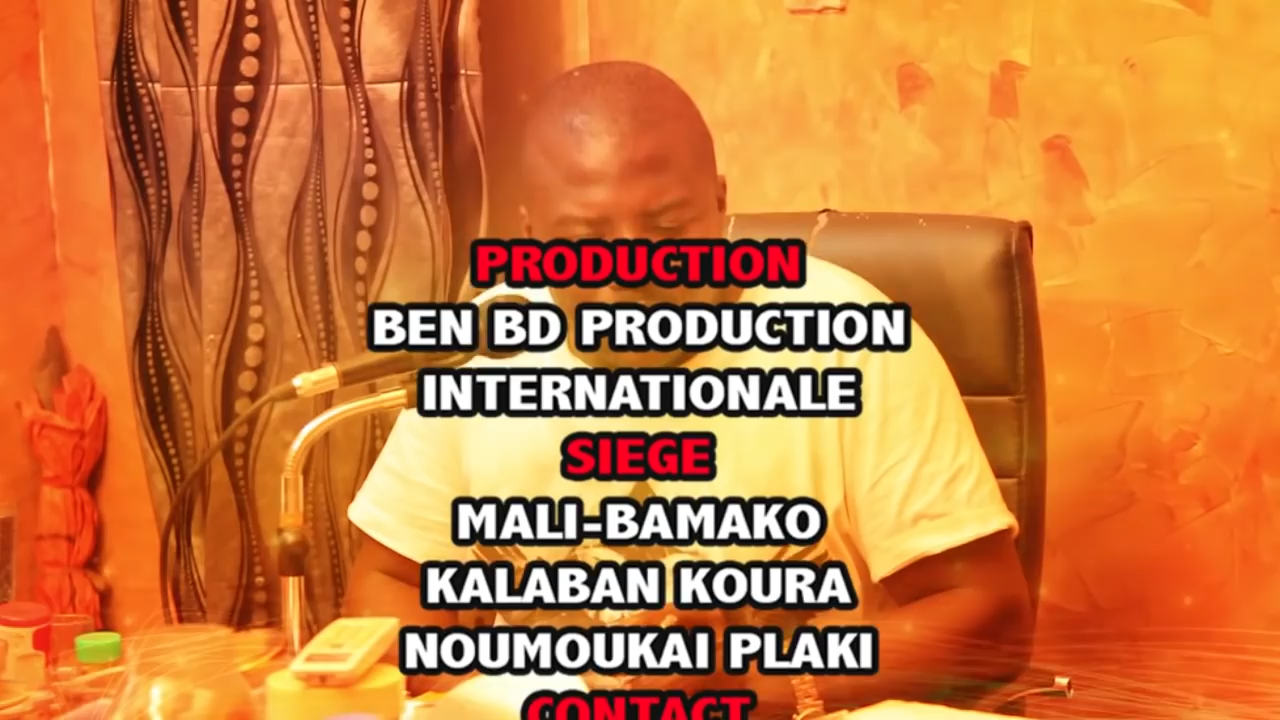 PRODUCTION
BEN BD PRODUCTION
INTERNATIONALE
SIEGE
MALI-BAMAKO
KALABAN KOURA
NOUMOUKAI PLAKI
CONTACT